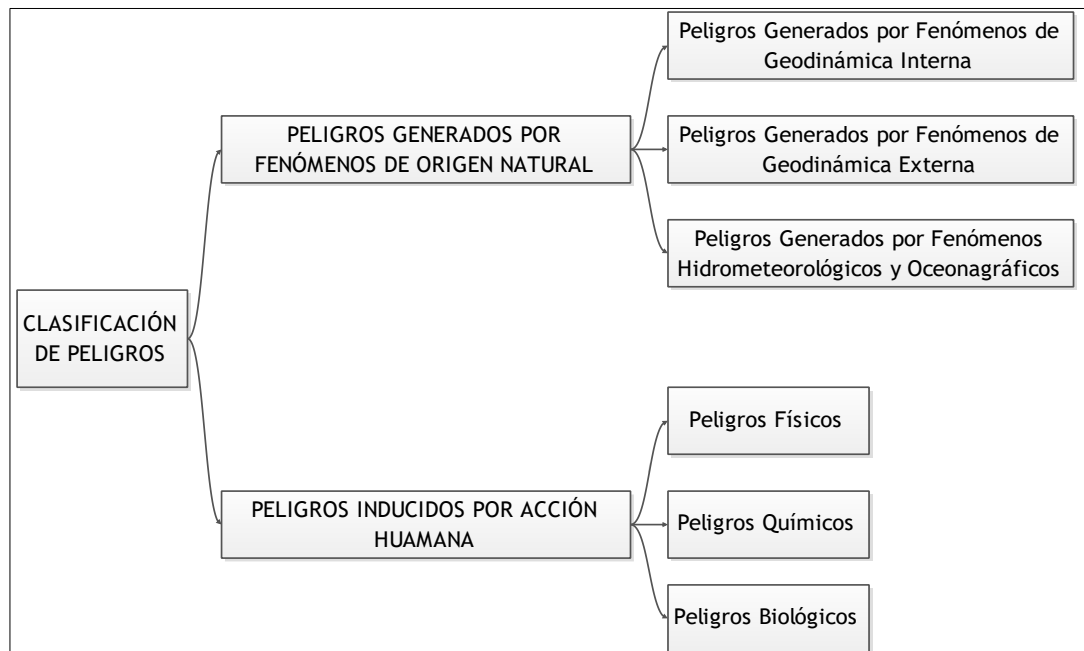 CLASIFICACIÓN
DE PELIGROS
PELIGROS GENERADOS POR
FENÓMENOS DE ORIGEN NATURAL
Peligros Generados por Fenómenos de
Geodinámica Interna
Peligros Generados por Fenómenos de
Geodinámica Externa
Peligros Generados por Fenómenos
Hidrometeorológicos y Oceonagráficos
PELIGROS INDUCIDOS POR ACCIÓN
HUAMANA
Peligros Físicos
Peligros Químicos
Peligros Biológicos